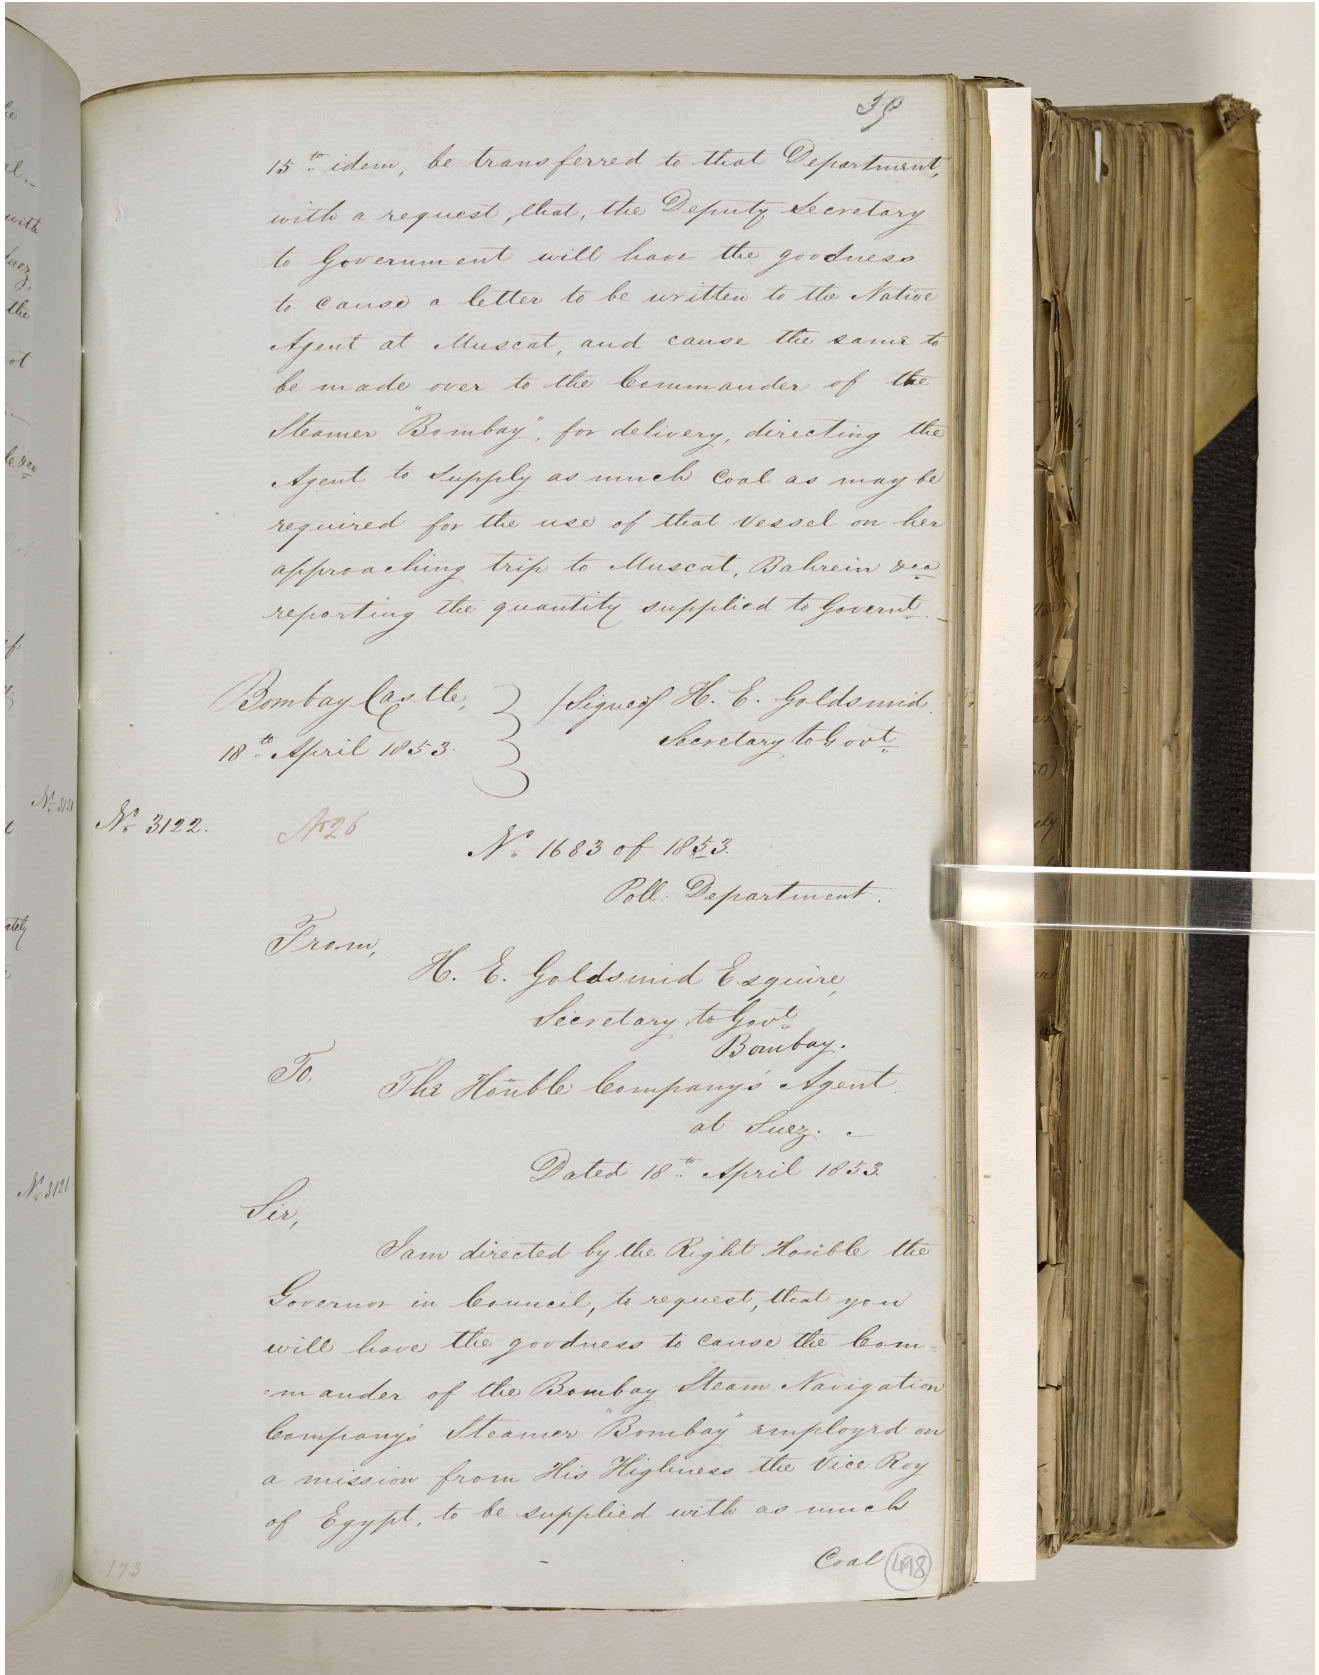 15th idem, be transferred to that Department,
with a request, that, the Deputy Secretary
to Government will have the goodness
to cause a letter to be written to the Native
Agent at Muscat, and cause the same to
be made over to the Commander of the
Steamer "Bombay", for delivery, directing the
Agent to supply as much Coal as may be
required for the use of that Vessel on her
approaching trip to Muscat, Bahrein &ca
reporting the quantity supplied to Governt. _
Bombay Castle,
18th April 1853.
/Signed/ H. E. Goldsmid.
Secretary to Govt.
No. 3121
No. 3122.
No 26
No. 1683 of 1853.
Poll. Department.
From,
H. E. Goldsmid Esquire,
Secretary to Govt.
Bombay.
To,
The Honble Company's Agent
at Suez. _
Dated 18th April 1853.
No. 3121
Sir,
I am directed by the Right Honble the
Governor in Council, to request, that you
will have the goodness to cause the Com=
=mander of the Bombay Steam Navigation
Company's Steamer "Bombay" employed on
a mission from His Highness the Vice Roy
of Egypt, to be supplied with as much
Coal
498
173